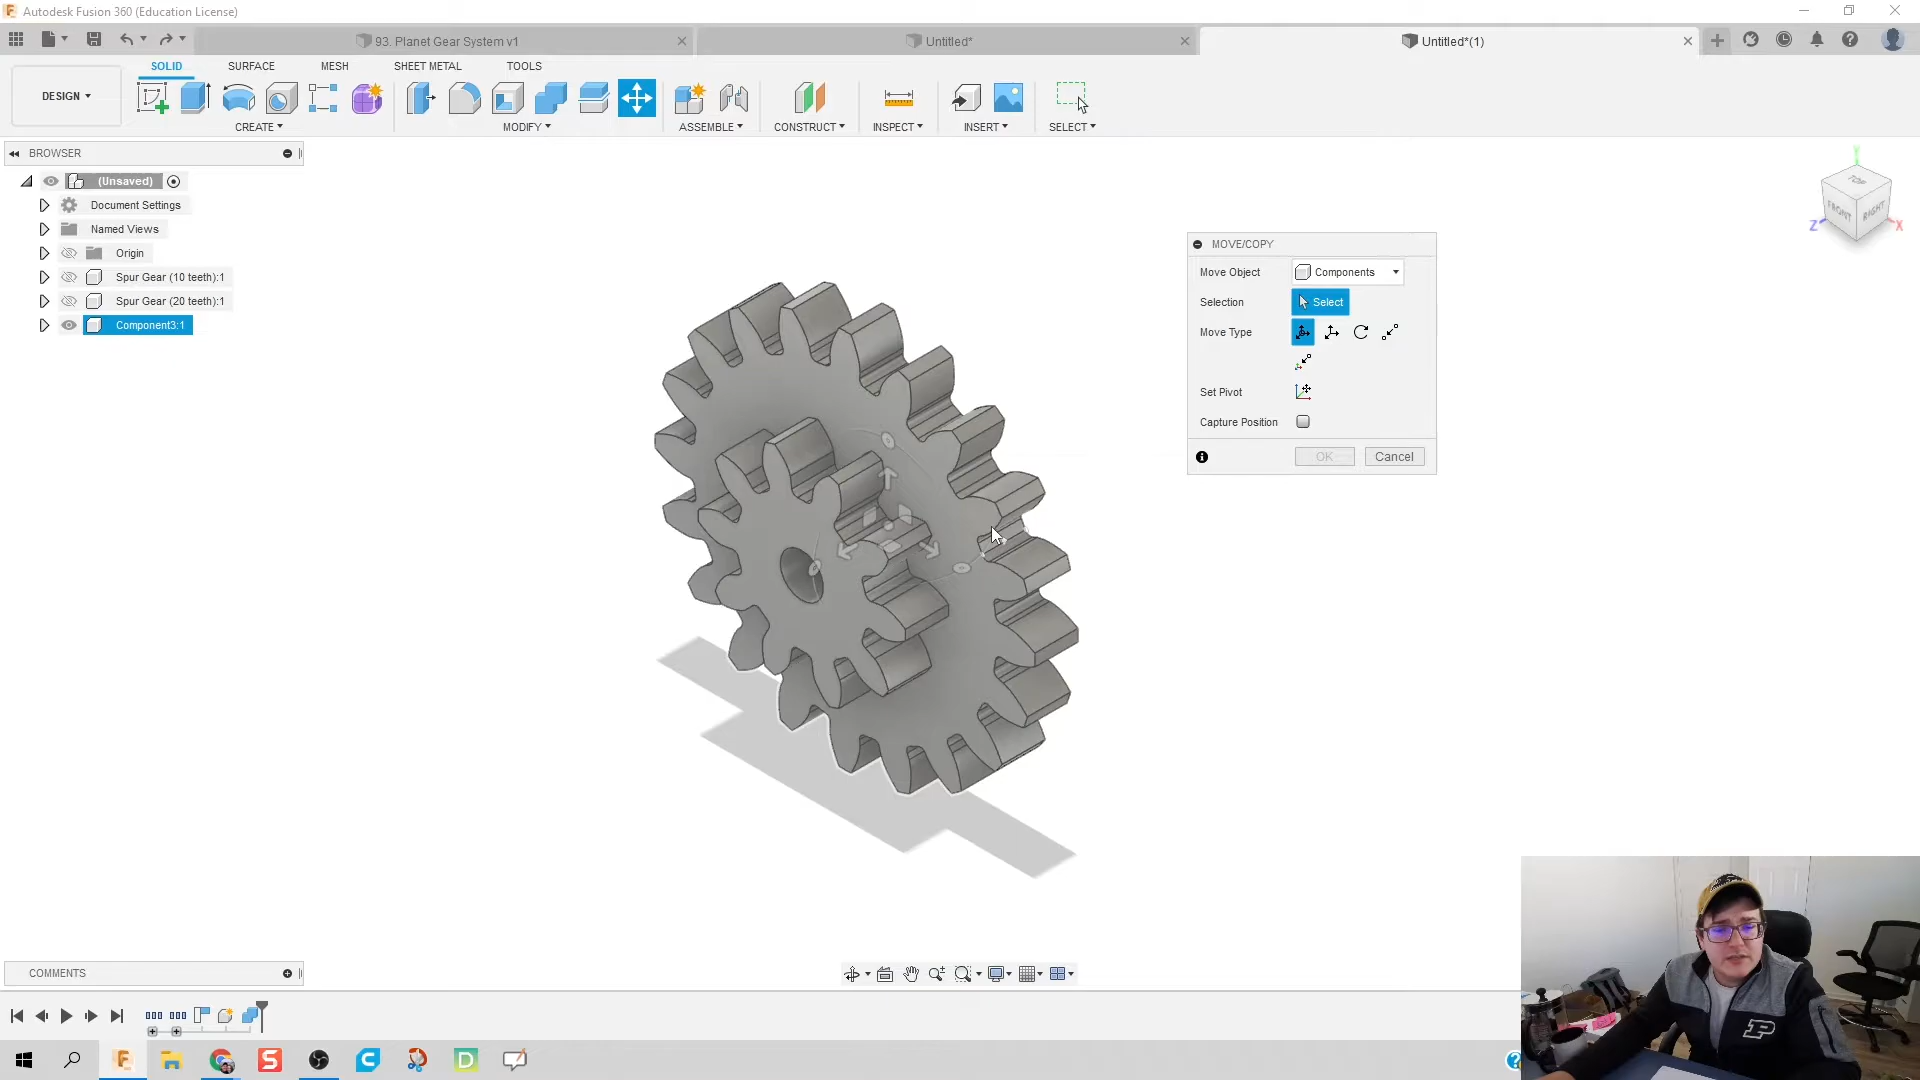 Autodesk Fusion 360 (Education License)
93. Planet Gear System v1
Untitled*
Untitled*(1)
SOLID
SURFACE
MESH
SHEET METAL
TOOLS
DESIGN
CREATE
MODIFY
ASSEMBLE
CONSTRUCT
INSPECT
INSERT
SELECT
BROWSER
(Unsaved)
Document Settings
Named Views
Origin
Spur Gear (10 teeth):1
Spur Gear (20 teeth):1
Component3:1
TOP
FRONT
RIGHT
Y
Z
X
MOVE/COPY
Move Object
Components
Selection
Select
Move Type
Set Pivot
Capture Position
OK
Cancel
COMMENTS